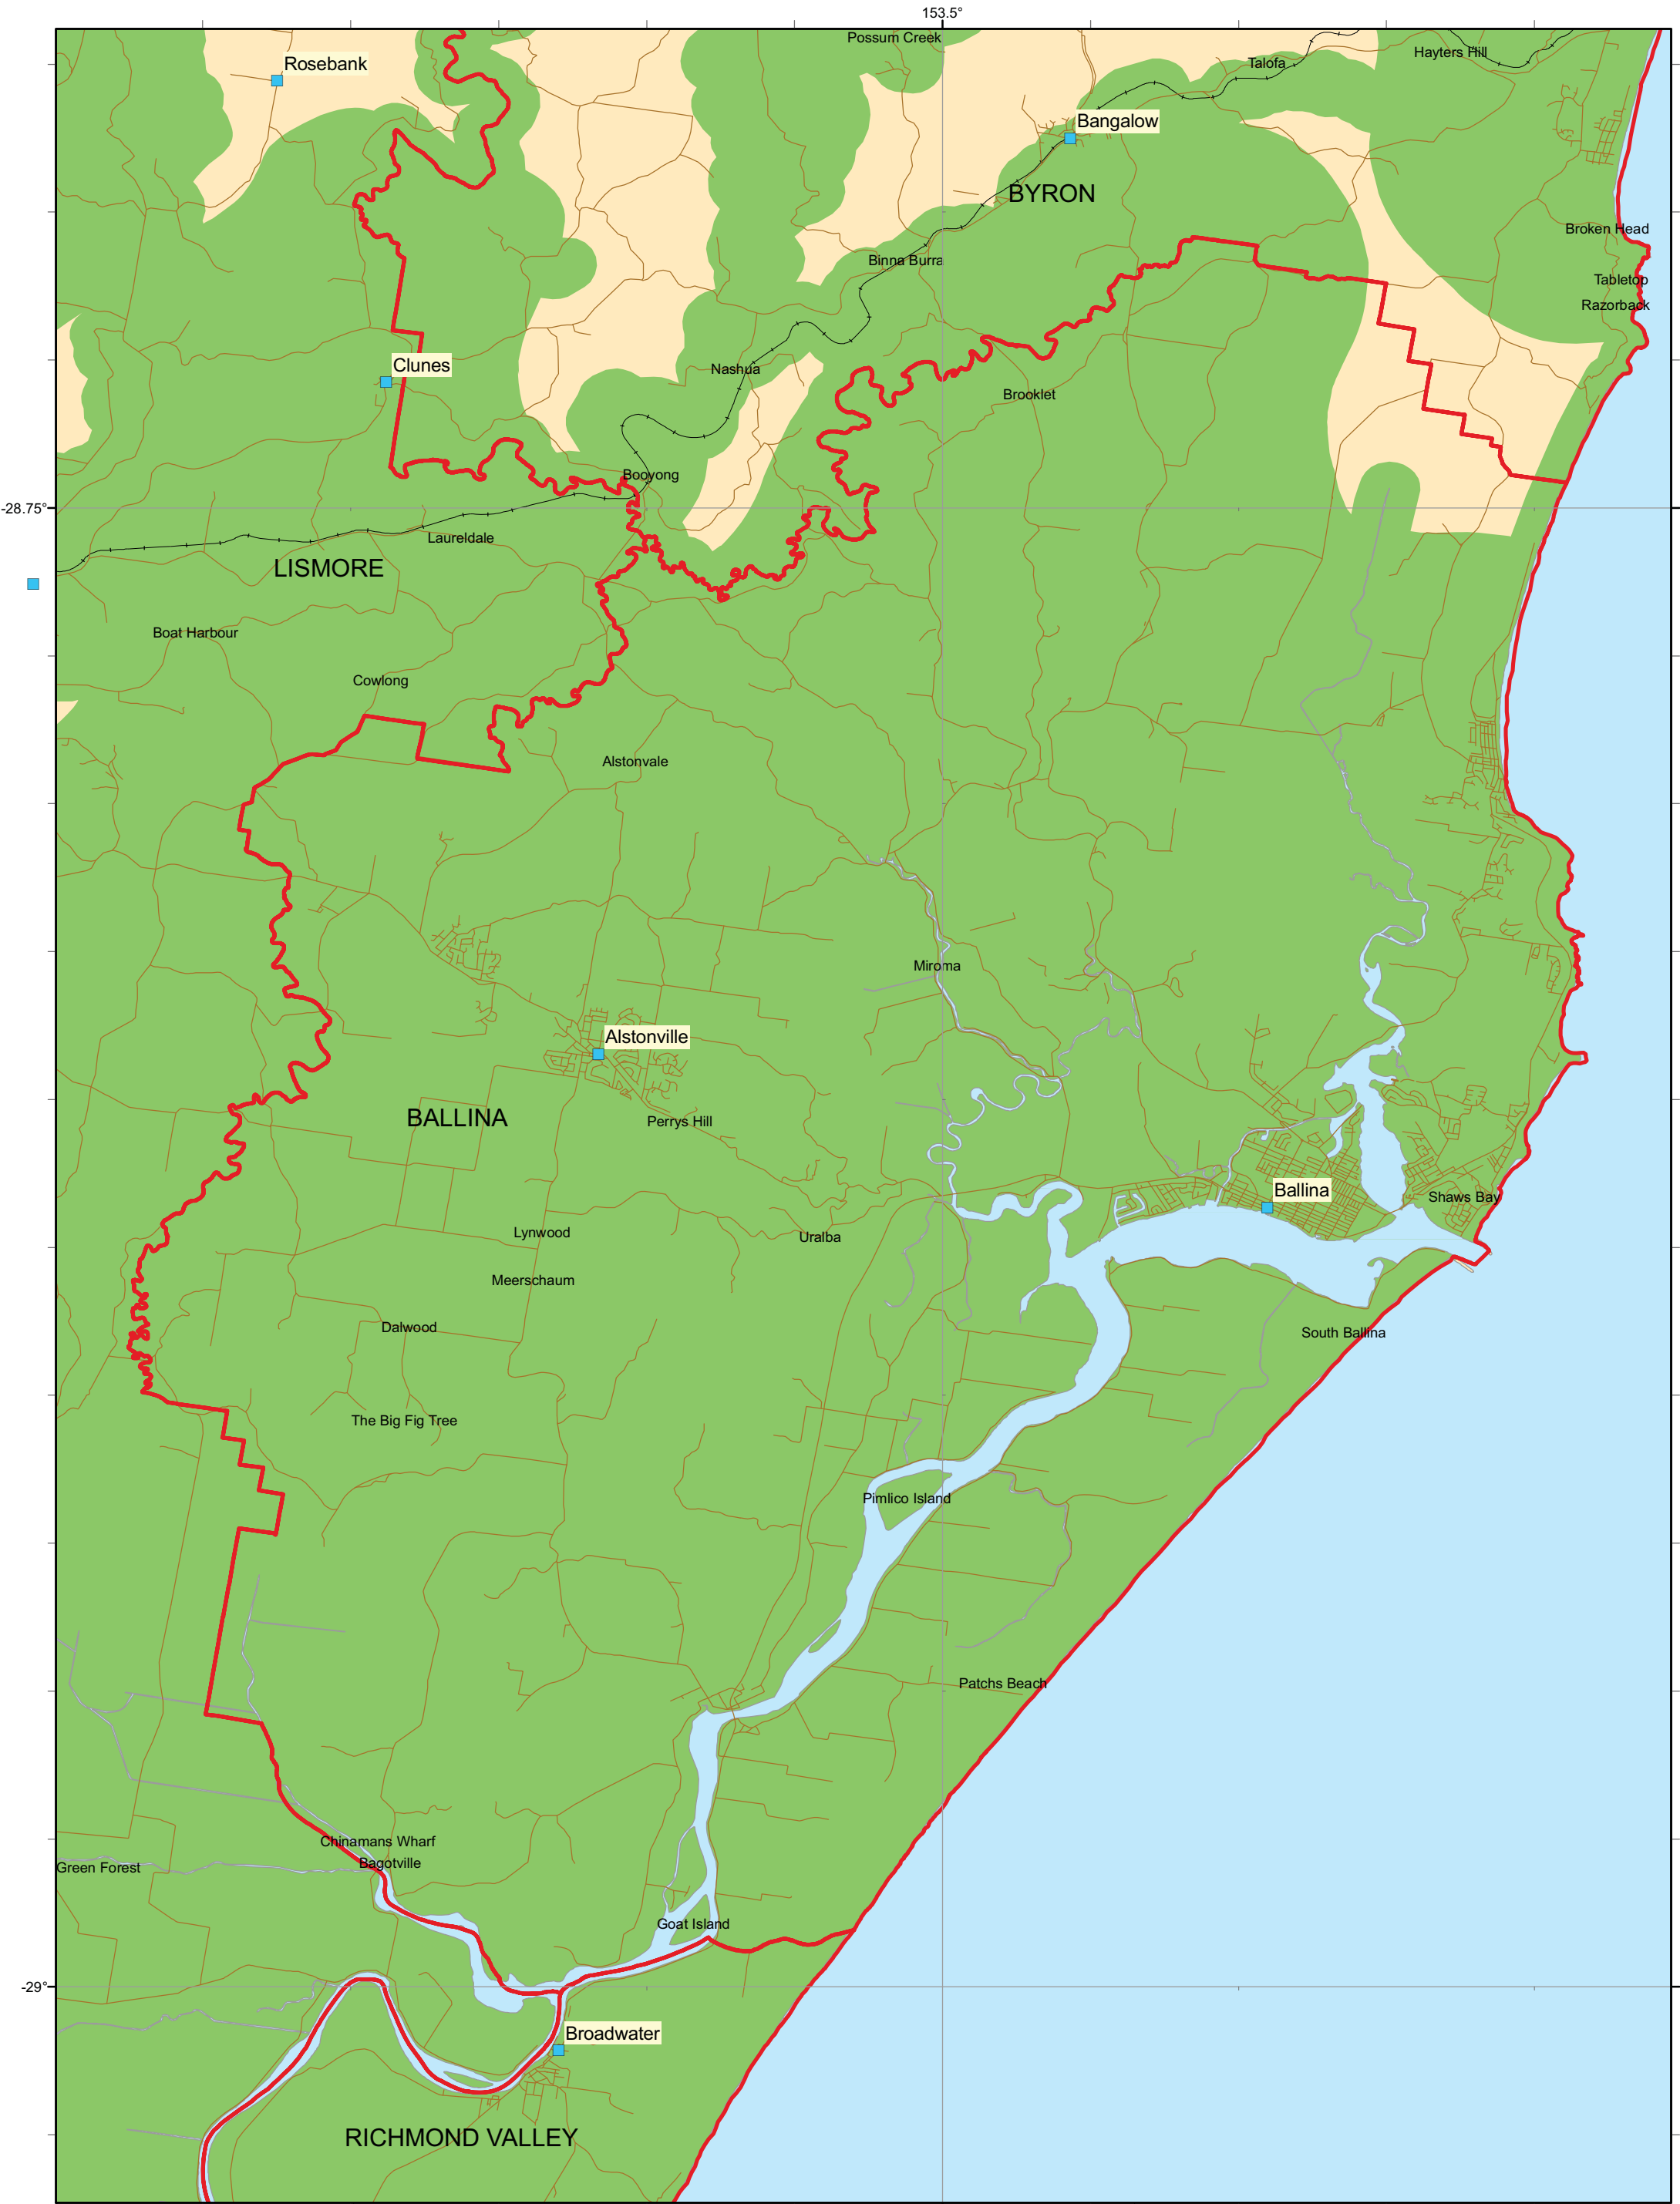 153.5°
Possum Creek
Hayters Hill
Rosebank
Talofa
Bangalow
BYRON
Broken Head
Binna Burra
Tabletop
Razorback
Clunes
Nashua
Brooklet
Booyong
-28.75°
Laureldale
LISMORE
Boat Harbour
Cowlong
Alstonvale
Miroma
Alstonville
BALLINA
Perrys Hill
Ballina
Shaws Bay
Lynwood
Uralba
Meerschaum
Dalwood
South Ballina
The Big Fig Tree
Pimlico Island
Patchs Beach
Chinamans Wharf
Bagotville
Green Forest
Goat Island
-29°
Broadwater
RICHMOND VALLEY